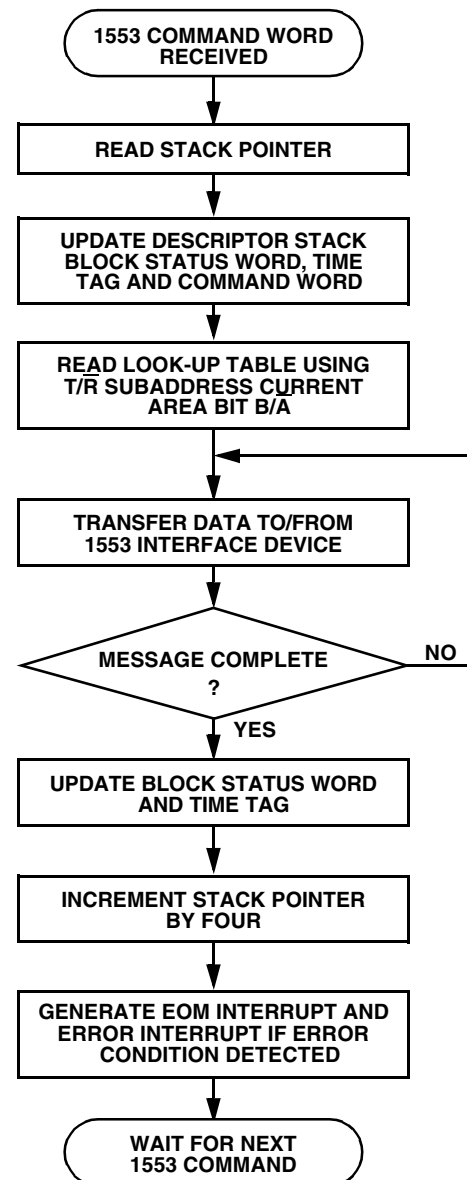 1553 COMMAND WORD
RECEIVED
READ STACK POINTER
UPDATE DESCRIPTOR STACK
BLOCK STATUS WORD, TIME
TAG AND COMMAND WORD
READ LOOK-UP TABLE USING
T/R̅ SUBADDRESS CURRENT
AREA BIT B/A̅
TRANSFER DATA TO/FROM
1553 INTERFACE DEVICE
MESSAGE COMPLETE
?
NO
YES
UPDATE BLOCK STATUS WORD
AND TIME TAG
INCREMENT STACK POINTER
BY FOUR
GENERATE EOM INTERRUPT AND
ERROR INTERRUPT IF ERROR
CONDITION DETECTED
WAIT FOR NEXT
1553 COMMAND